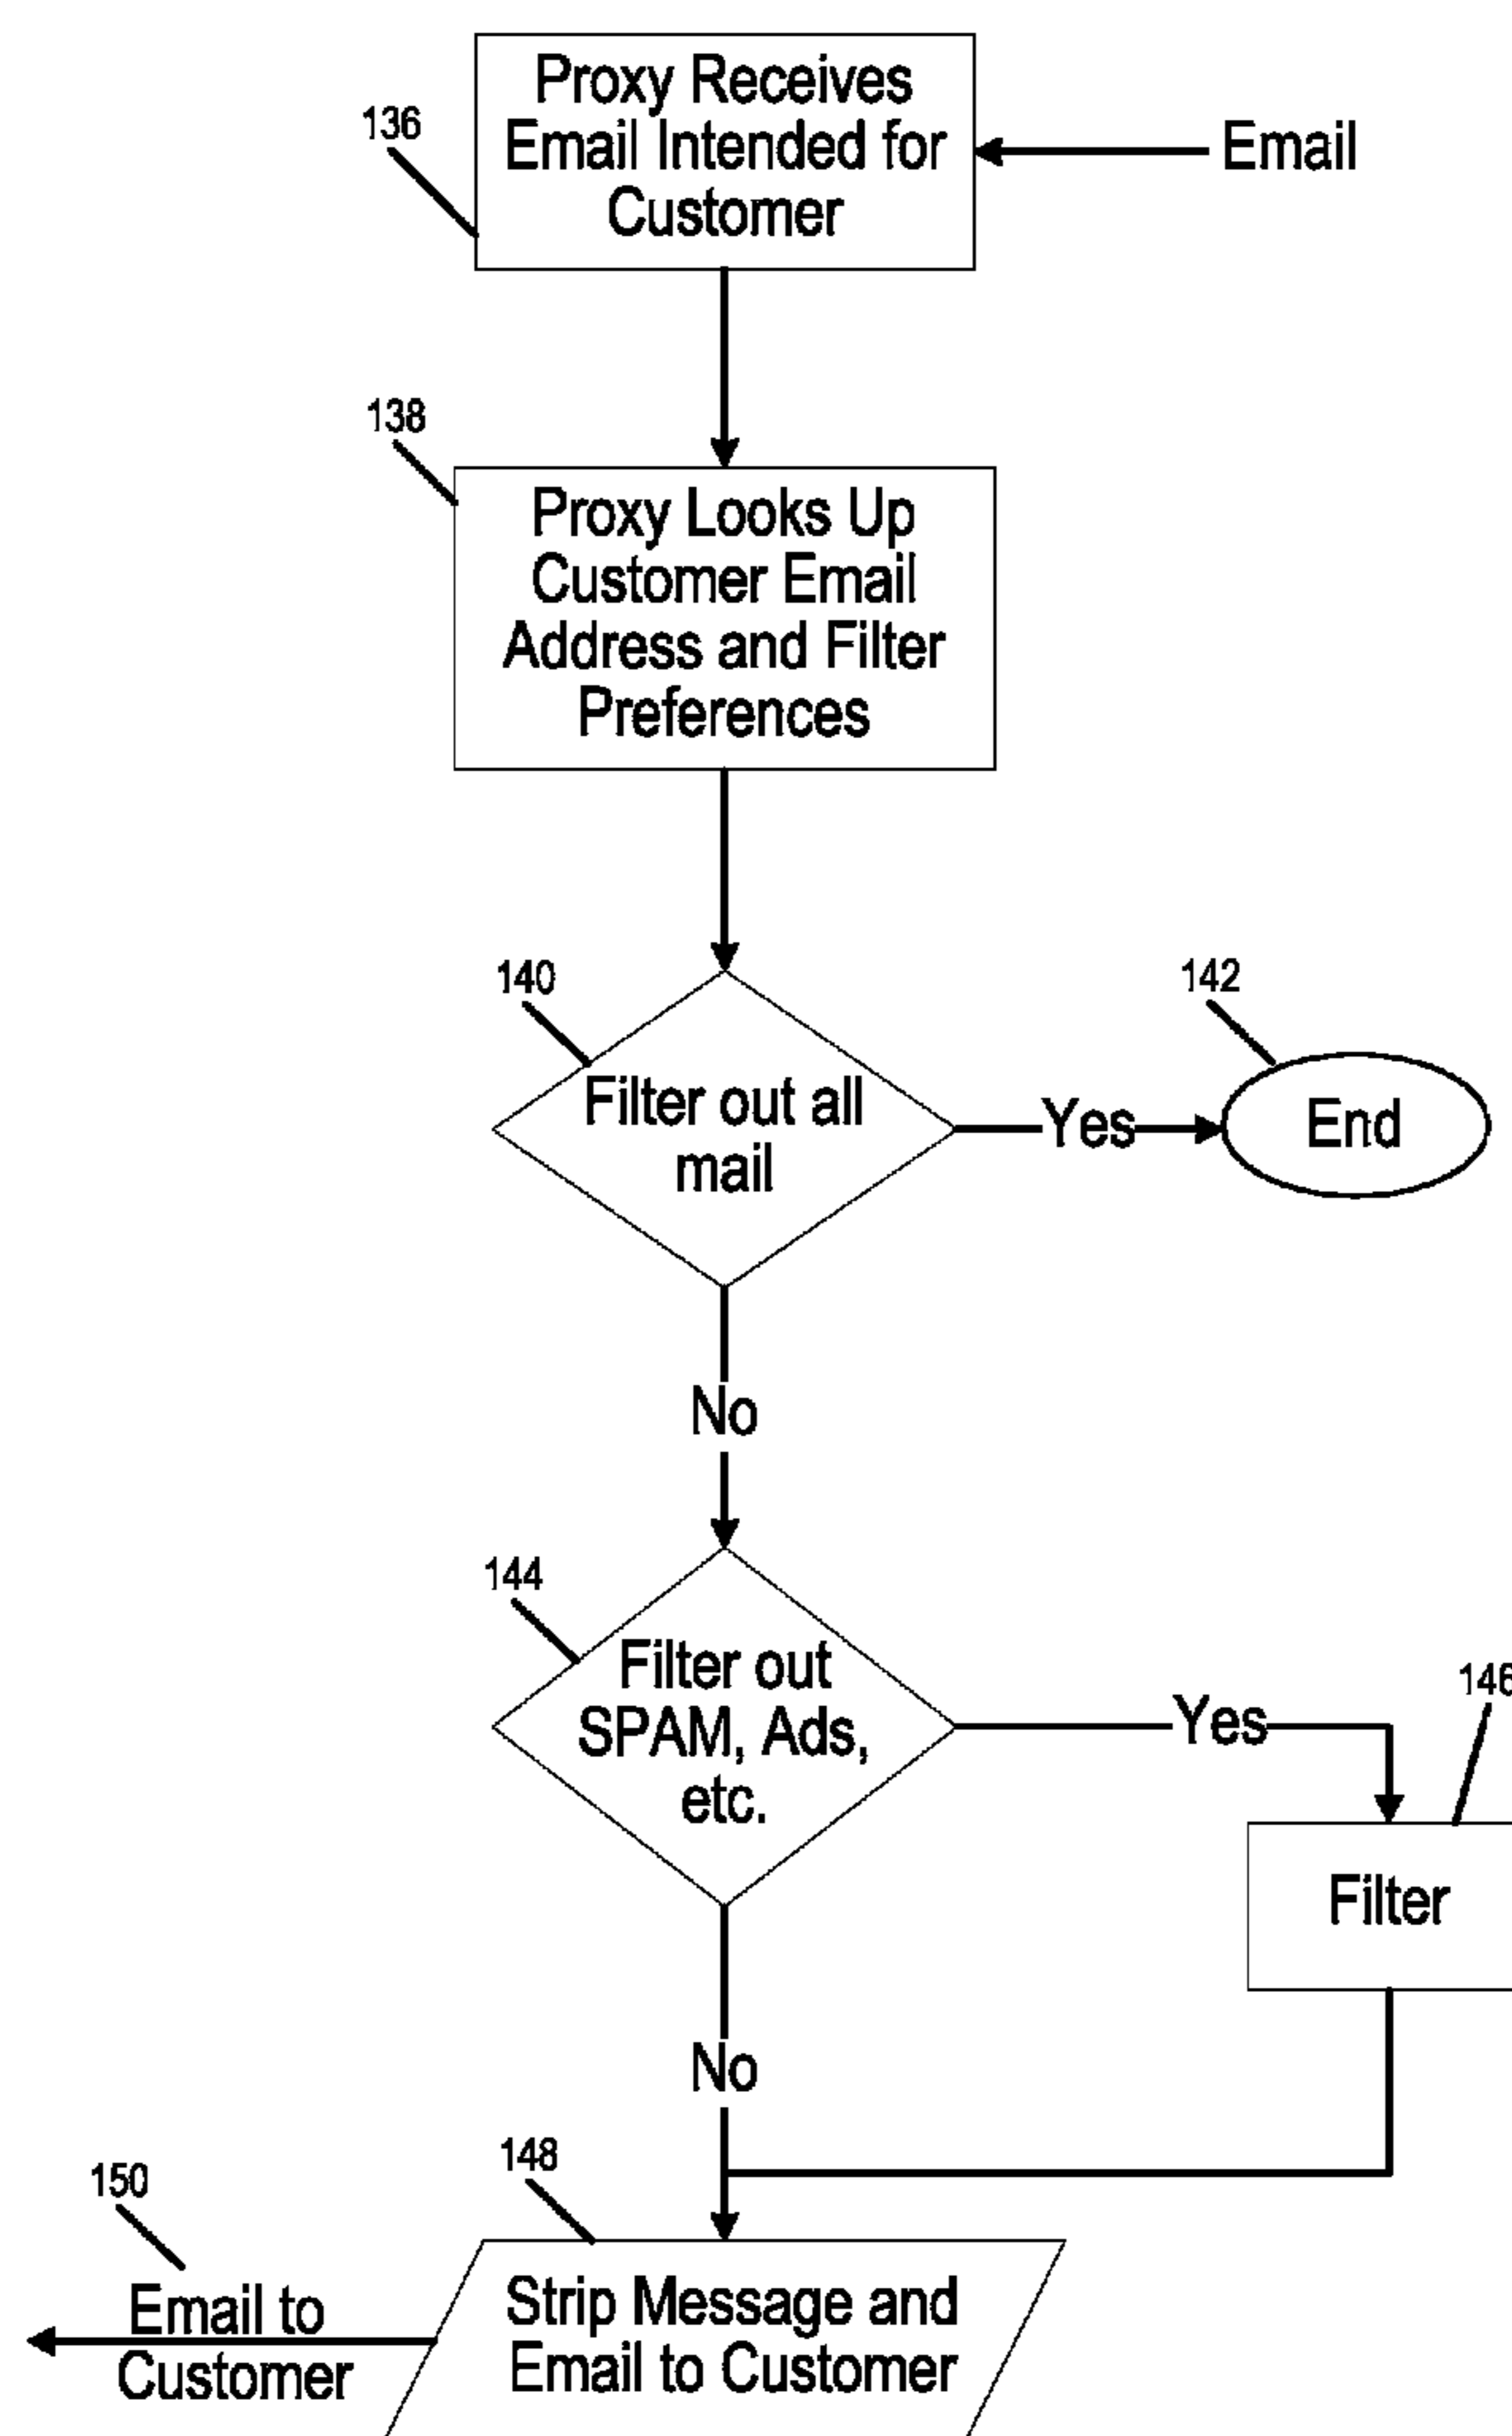 Proxy Receives
Email Intended for
Customer
136
Email
138
Proxy Looks Up
Customer Email
Address and Filter
Preferences
140
142
Filter out all
mail
Yes
End
No
144
Filter out
SPAM, Ads,
etc.
146
Yes
Filter
No
148
150
Strip Message and
Email to Customer
Email to
Customer